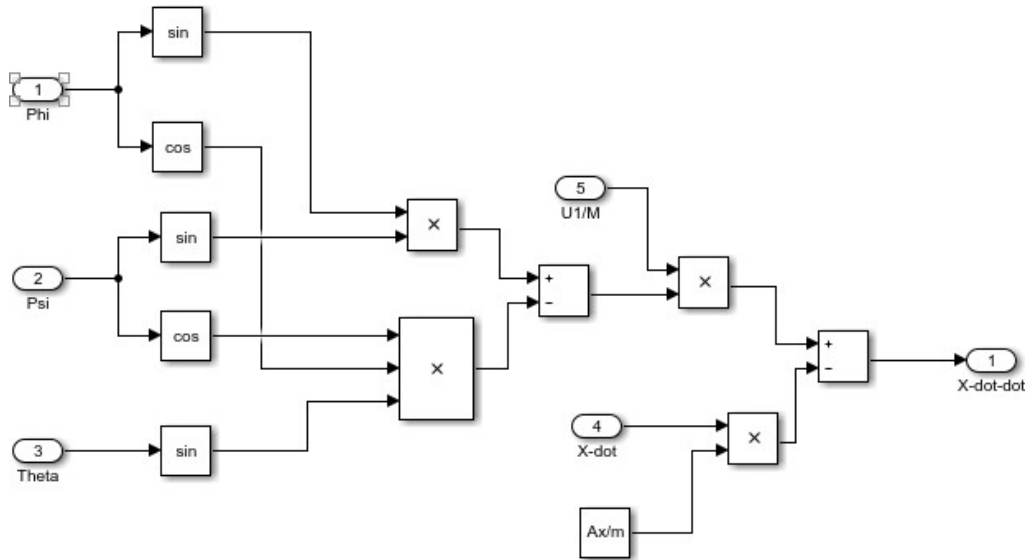 sin
1
Phi
cos
5
U1/M
sin
×
2
Psi
+
−
×
cos
×
+
−
1
X-dot-dot
4
X-dot
×
3
Theta
sin
Ax/m